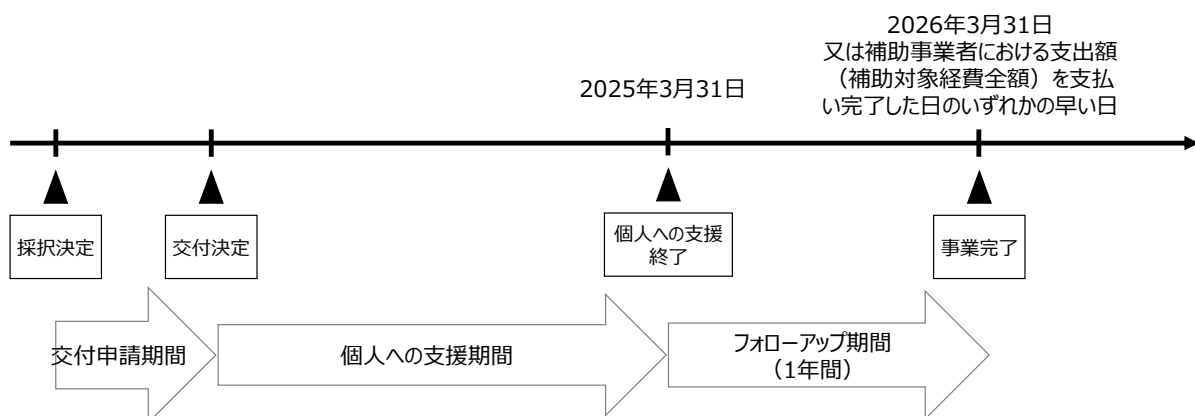 2026年3月31日
又は補助事業者における支出額
（補助対象経費全額）を支払
い完了した日のいずれかの早い日
2025年3月31日
採択決定
交付決定
個人への支援
終了
事業完了
交付申請期間
個人への支援期間
フォローアップ期間
（1年間）